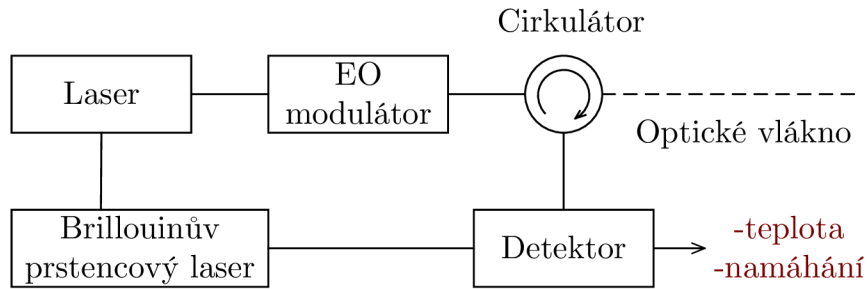 Cirkulátor
Laser
EO
modulátor
Optické vlákno
Brillouinův
prstencový laser
Detektor
-teplota
-namáhání